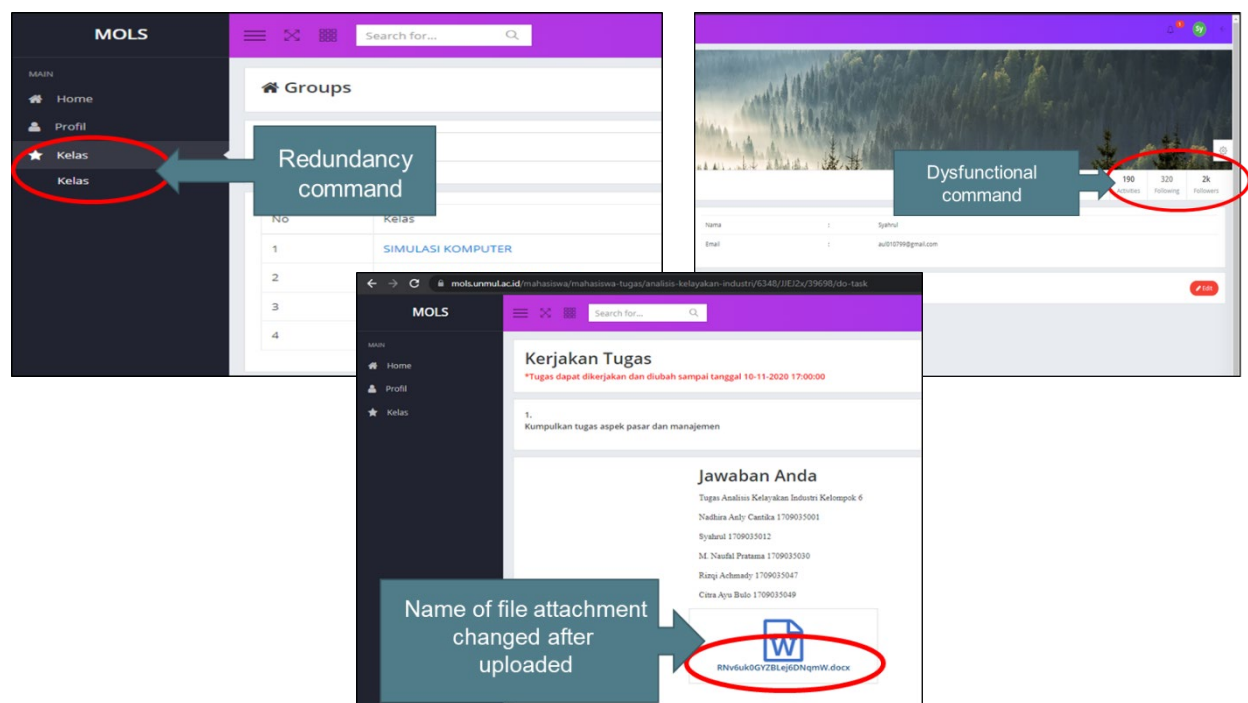 MOLS
Search for...
MAIN
Home
Profil
Kelas
Kelas
Groups
Redundancy
command
No
Kelas
1
SIMULASI KOMPUTER
2
3
4
1
Sy
Dysfunctional
command
190
320
2k
Activities
Following
Followers
Nama
:
Syahrul
Email
:
aul010799@gmail.com
Edit
mols.unmul.ac.id/mahasiswa/mahasiswa-tugas/analisis-kelayakan-industri/6348/JJEJ2x/39698/do-task
MOLS
Search for...
MAIN
Home
Profil
Kelas
Kerjakan Tugas
*Tugas dapat dikerjakan dan diubah sampai tanggal 10-11-2020 17:00:00
1.
Kumpulkan tugas aspek pasar dan manajemen
Jawaban Anda
Tugas Analisis Kelayakan Industri Kelompok 6
Nadhira Anly Cantika 1709035001
Syahrul 1709035012
M. Naufal Pratama 1709035030
Rizqi Achmady 1709035047
Citra Ayu Bulo 1709035049
Name of file attachment
changed after
uploaded
W
RNv6uk0GYZBLej6DNqmW.docx